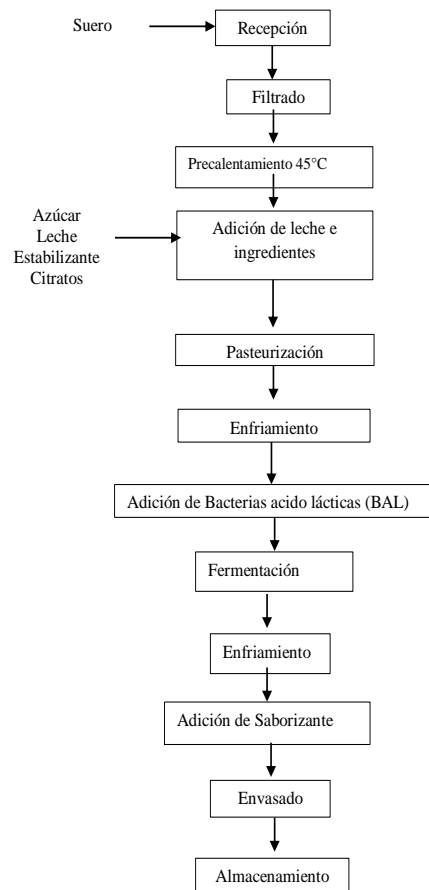 Suero
Recepción
Filtrado
Precalentamiento 45°C
Azúcar
Leche
Estabilizante
Citratos
Adición de leche e
ingredientes
Pasteurización
Enfriamiento
Adición de Bacterias acido lácticas (BAL)
Fermentación
Enfriamiento
Adición de Saborizante
Envasado
Almacenamiento